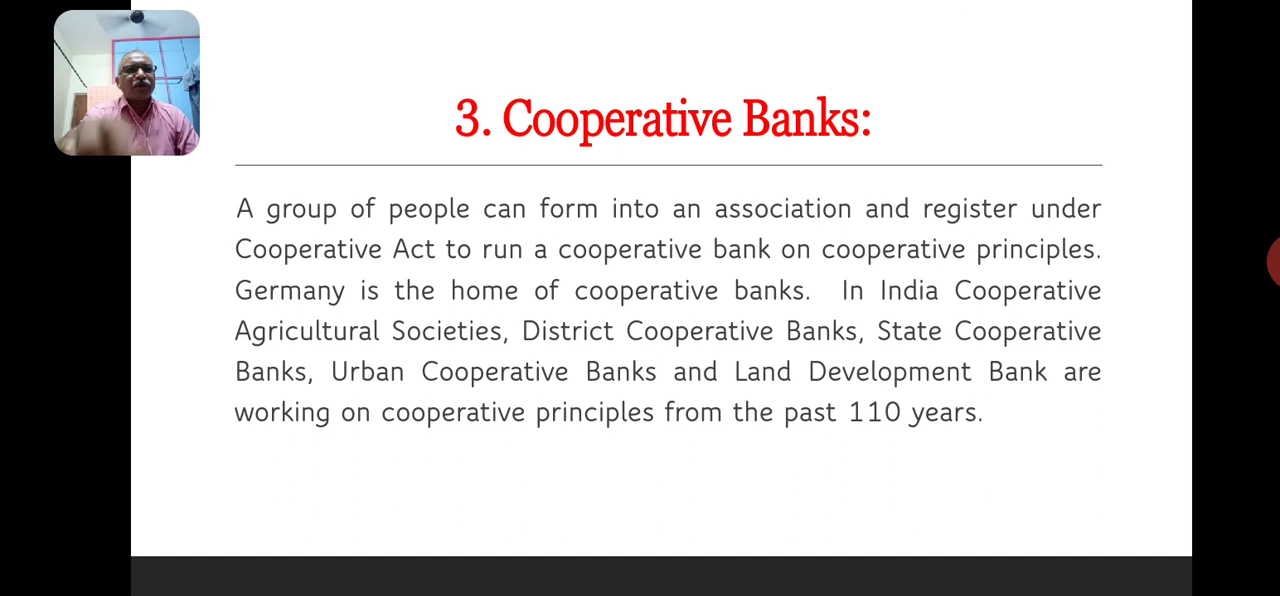 3. Cooperative Banks:
A group of people can form into an association and register under
Cooperative Act to run a cooperative bank on cooperative principles.
Germany is the home of cooperative banks. In India Cooperative
Agricultural Societies, District Cooperative Banks, State Cooperative
Banks, Urban Cooperative Banks and Land Development Bank are
working on cooperative principles from the past 110 years.